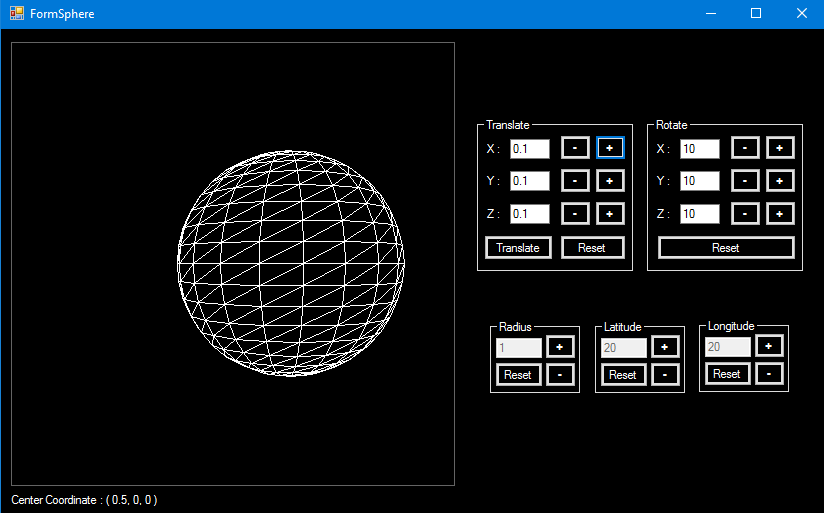 FormSphere
Translate
X : 0.1 - +
Y : 0.1 - +
Z : 0.1 - +
Translate Reset
Rotate
X : 10 - +
Y : 10 - +
Z : 10 - +
Reset
Radius
1 +
Reset -
Latitude
20 +
Reset -
Longitude
20 +
Reset -
Center Coordinate : ( 0.5, 0, 0 )